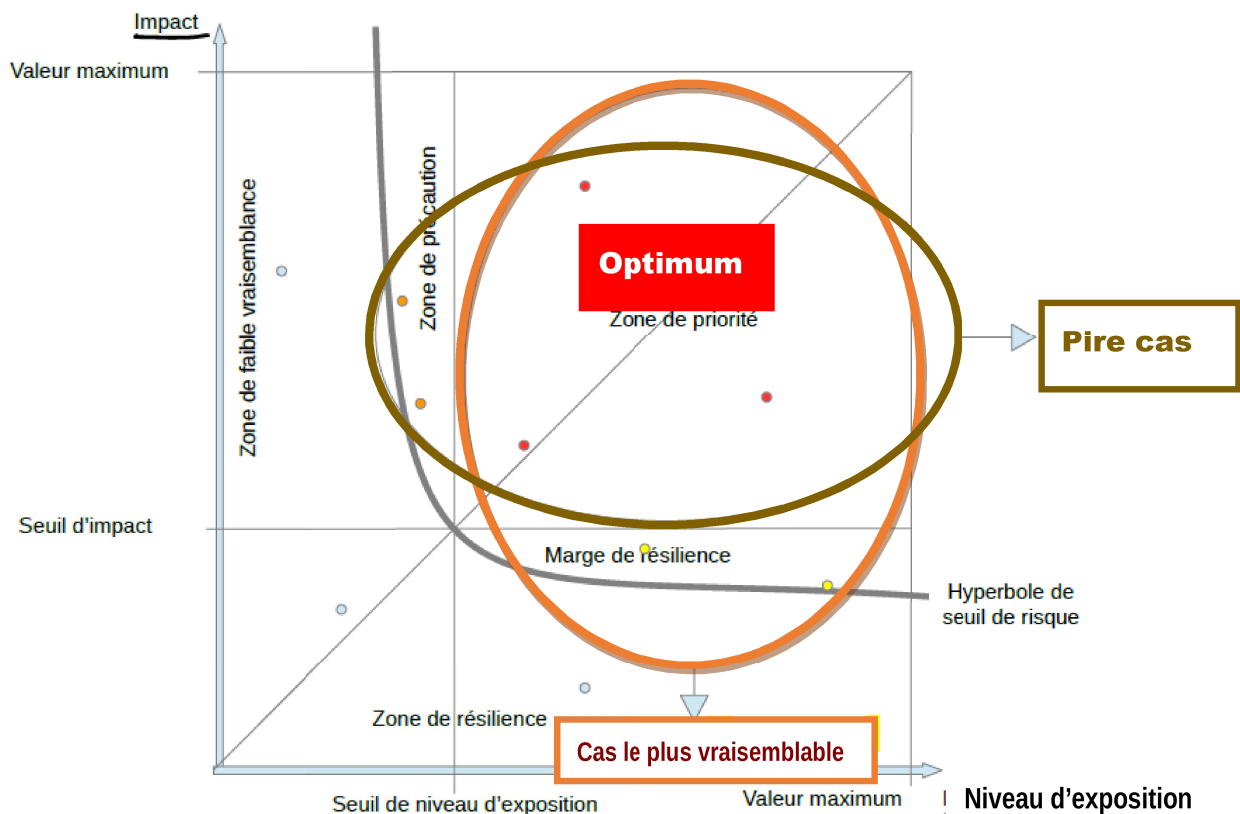 Impact
Valeur maximum
Zone de faible vraisemblance
Zone de précaution
Optimum
Zone de priorité
Pire cas
Seuil d’impact
Marge de résilience
Hyperbole de
seuil de risque
Zone de résilience
Cas le plus vraisemblable
Seuil de niveau d’exposition
Valeur maximum
Niveau d’exposition